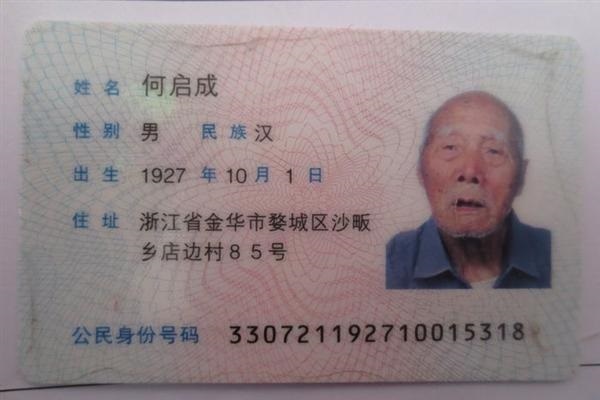 姓名 何启成
性别 男 民族 汉
出生 1927 年 10 月 1 日
住址 浙江省金华市婺城区沙畈
乡店边村85号
公民身份号码 330721192710015318